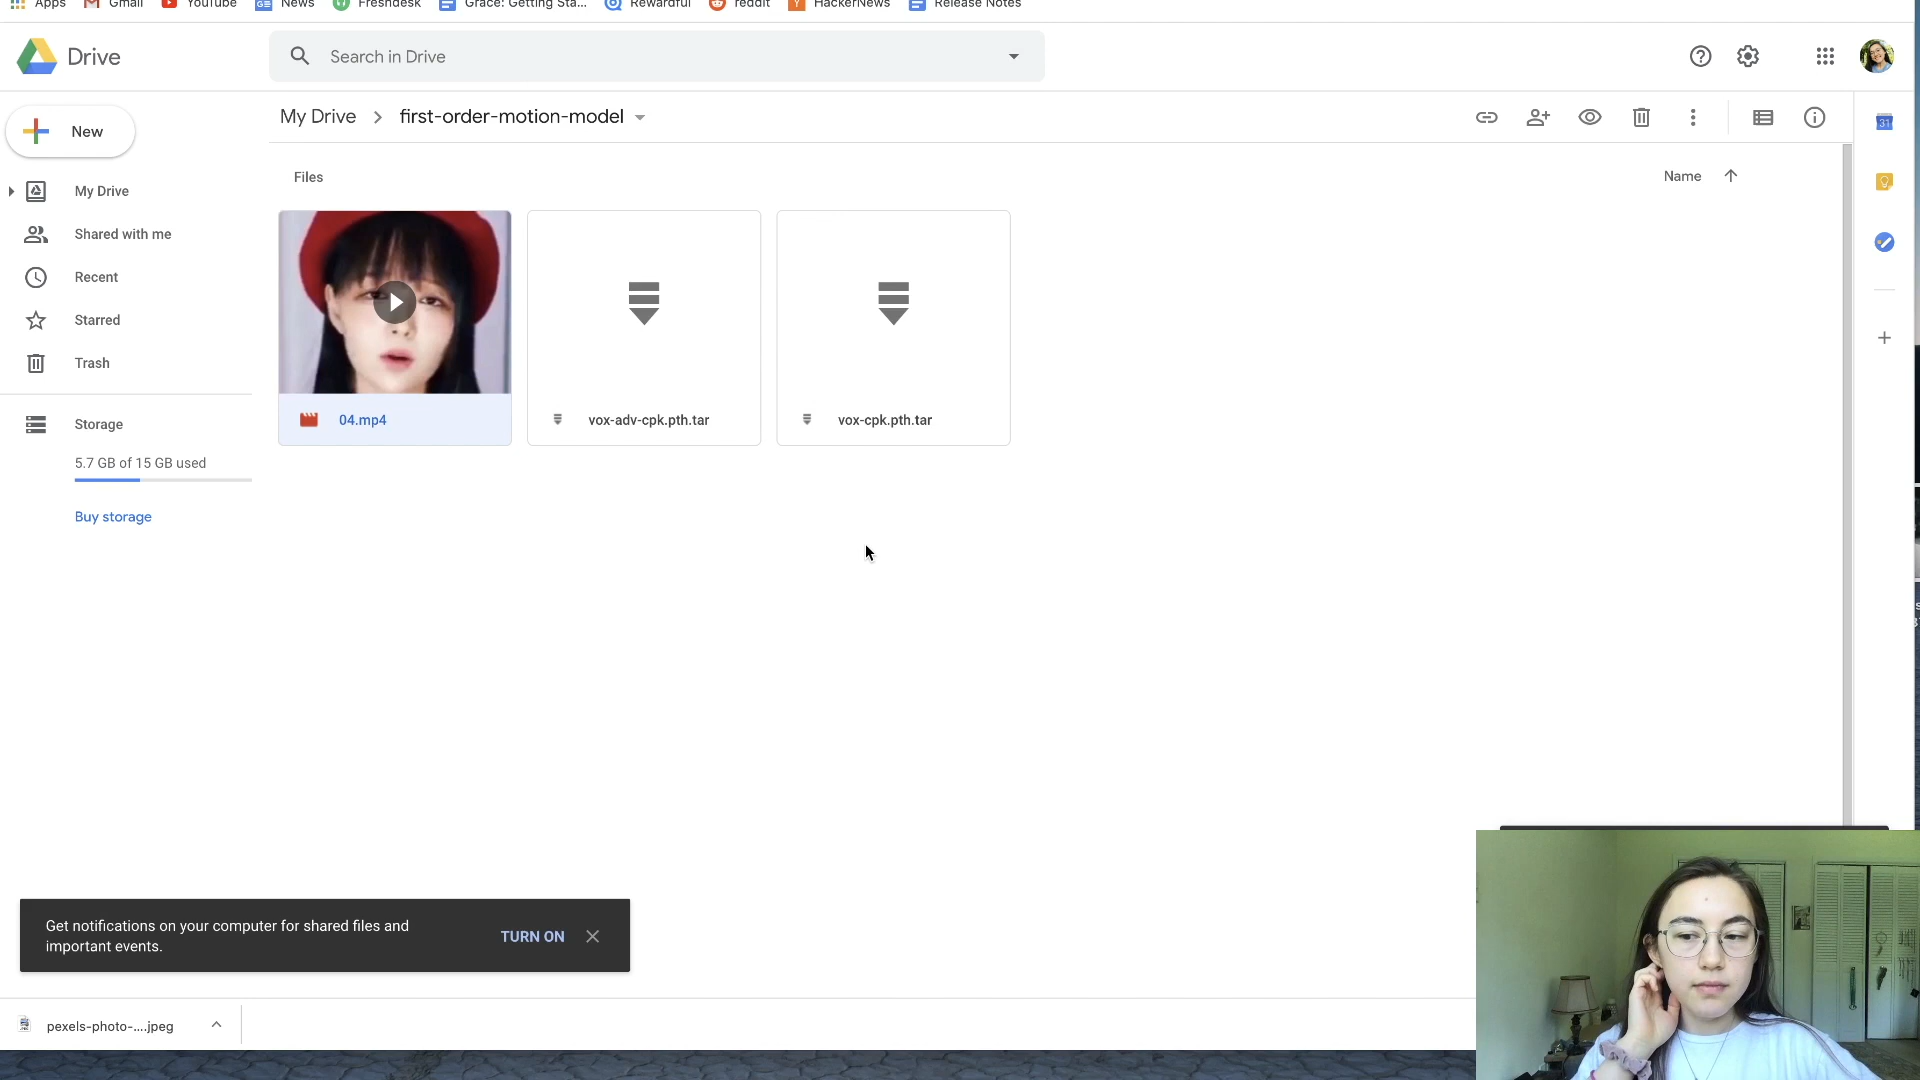 Apps Gmail YouTube News Freshdesk Grace: Getting Sta... Rewardful reddit HackerNews Release Notes
Drive
Search in Drive
New
My Drive > first-order-motion-model
My Drive
Shared with me
Recent
Starred
Trash
Storage
5.7 GB of 15 GB used
Buy storage
Files
Name
04.mp4
vox-adv-cpk.pth.tar
vox-cpk.pth.tar
31
Get notifications on your computer for shared files and
important events.
TURN ON
pexels-photo-....jpeg